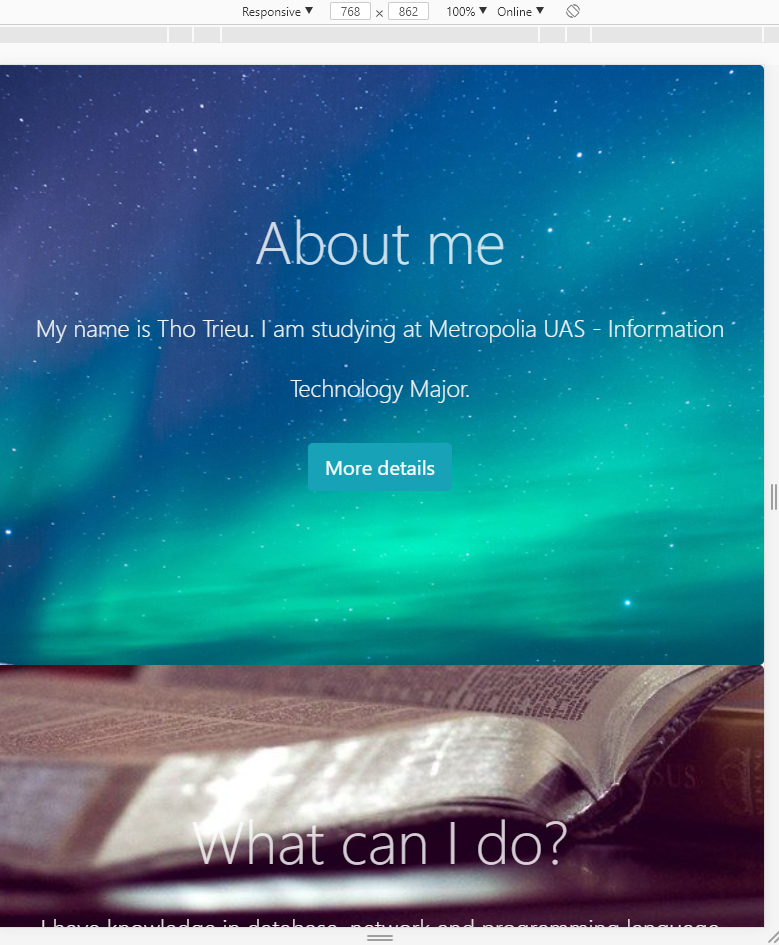 Responsive ▼ 768 × 862 100% ▼ Online ▼
About me
My name is Tho Trieu. I am studying at Metropolia UAS - Information
Technology Major.
More details
What can I do?
I have knowledge in database, network and programming language